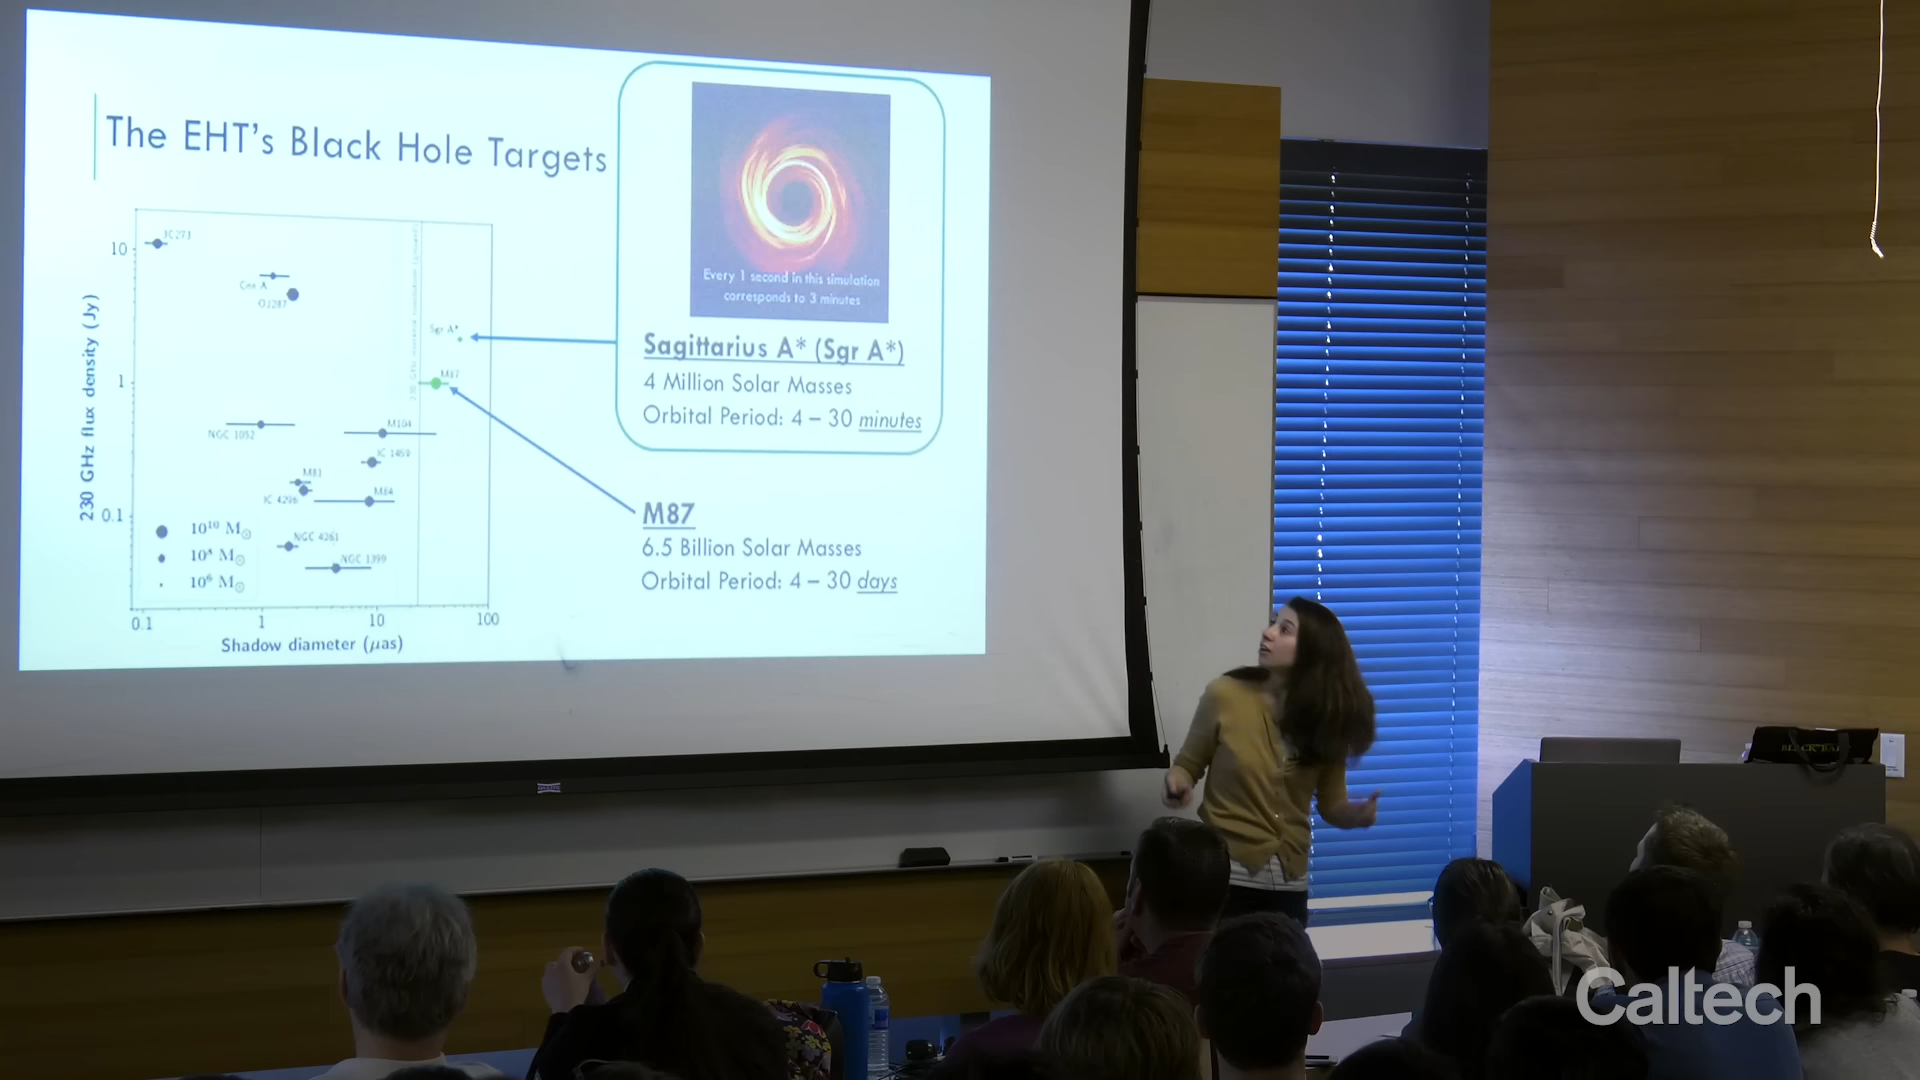 The EHT's Black Hole Targets
Every 1 second in this simulation
corresponds to 3 minutes
Sagittarius A* (Sgr A*)
4 Million Solar Masses
Orbital Period: 4 – 30 minutes
M87
6.5 Billion Solar Masses
Orbital Period: 4 – 30 days
230 GHz flux density (Jy)
10
1
0.1
Cen A
OJ287
Sgr A*
M87
NGC 1052
M104
IC 1459
M81
IC 4296
M84
NGC 4261
NGC 1399
10¹⁰ M☉
10⁸ M☉
10⁶ M☉
0.1
1
10
100
Shadow diameter (μas)
Caltech